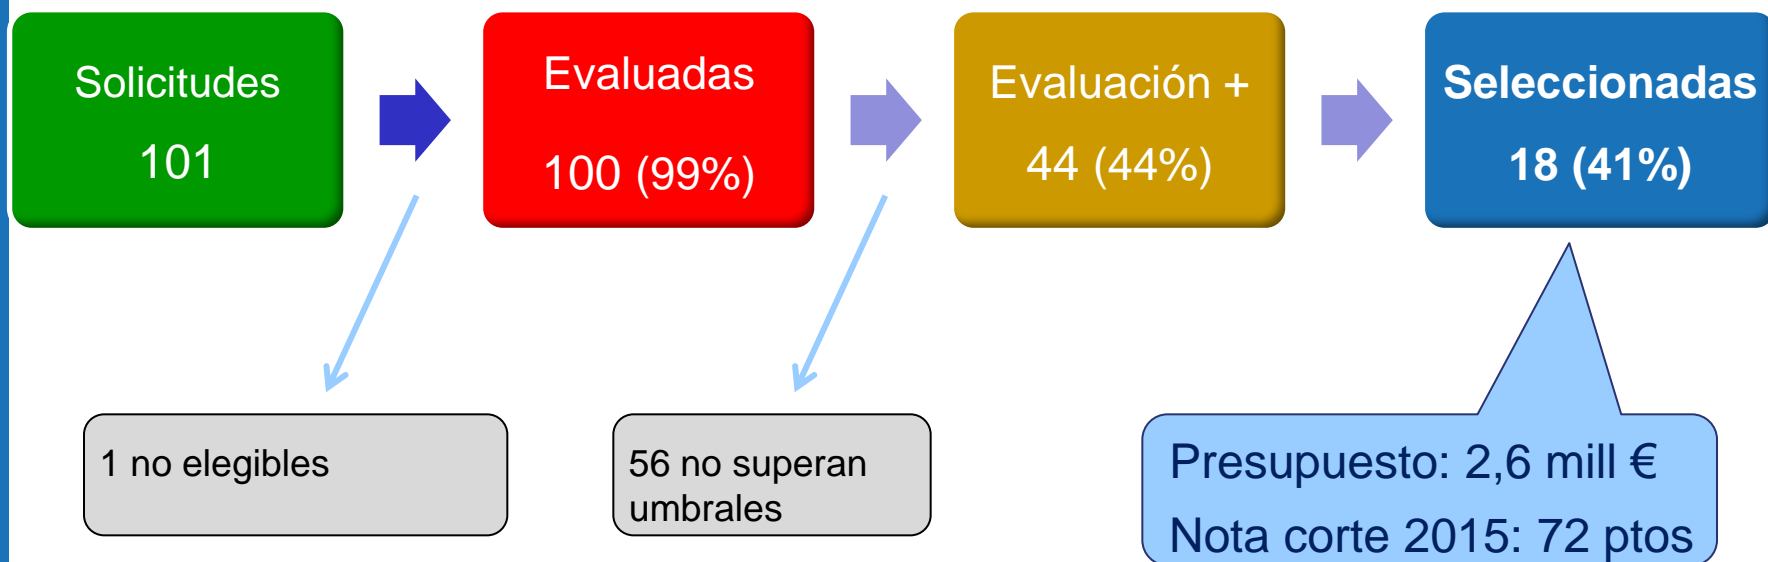 Solicitudes
101
Evaluadas
100 (99%)
Evaluación +
44 (44%)
Seleccionadas
18 (41%)
1 no elegibles
56 no superan
umbrales
Presupuesto: 2,6 mill €
Nota corte 2015: 72 ptos